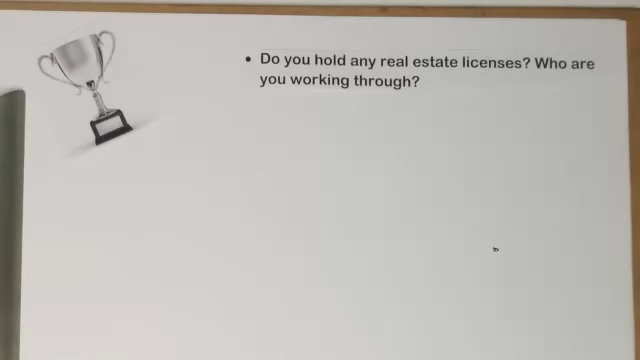 • Do you hold any real estate licenses? Who are
you working through?